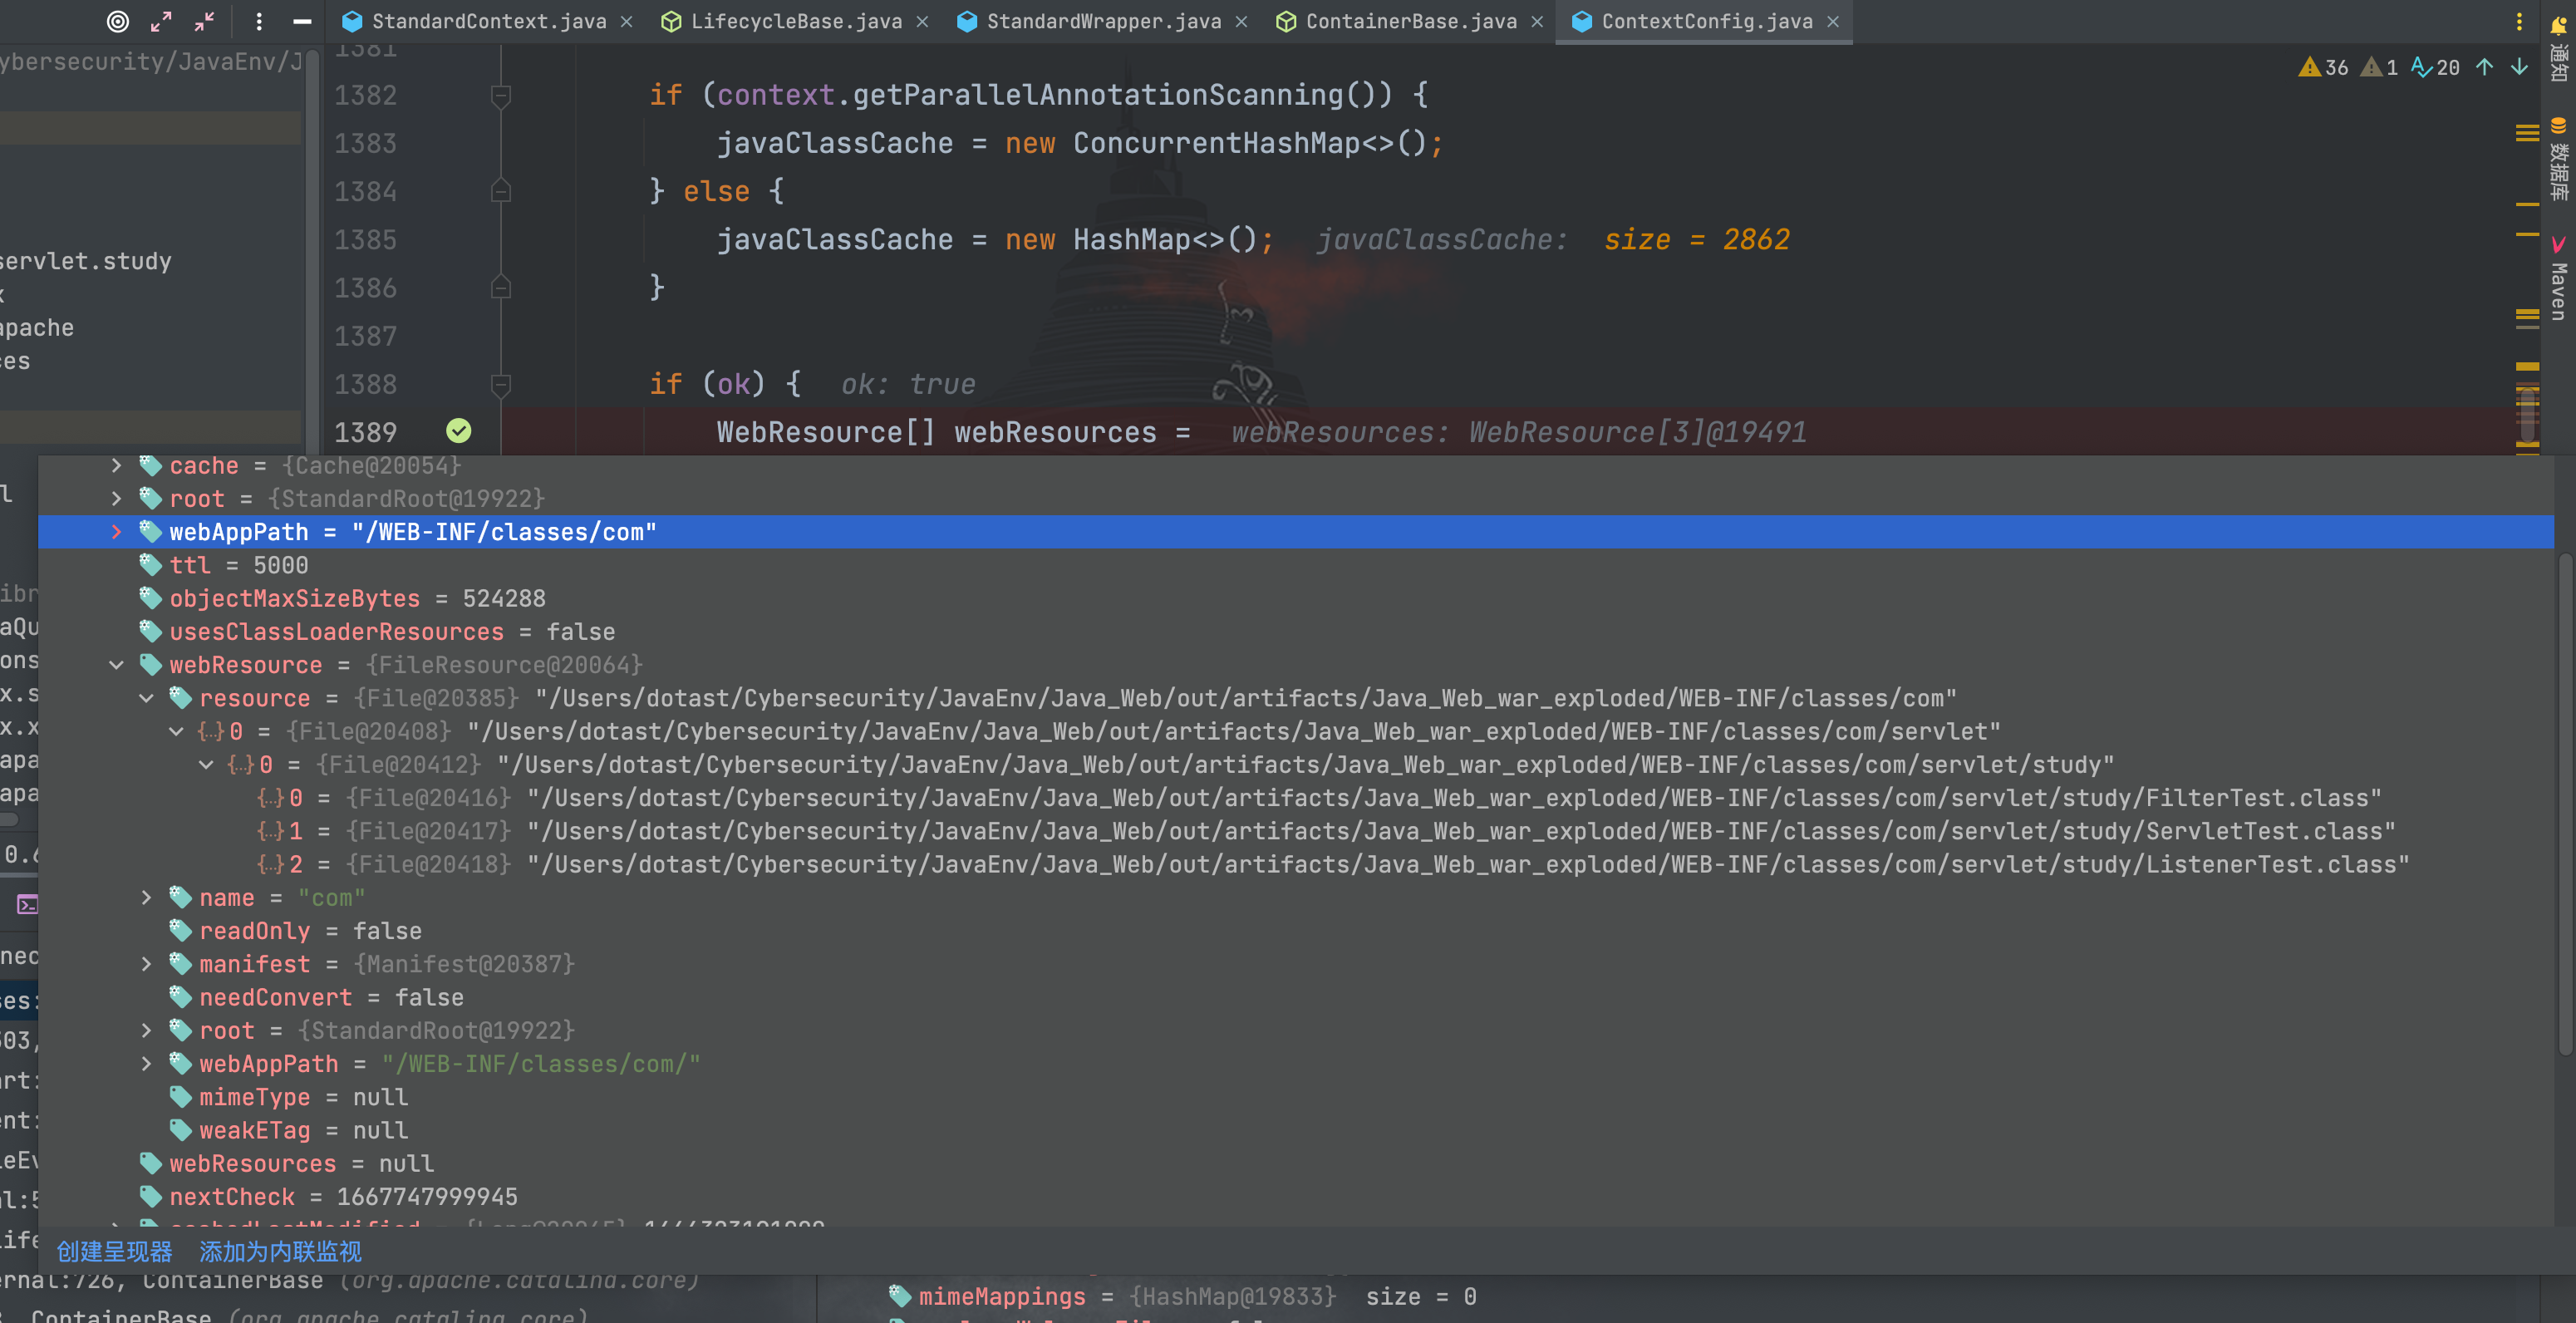 StandardContext.java LifecycleBase.java StandardWrapper.java ContainerBase.java ContextConfig.java
ybersecurity/JavaEnv/J
servlet.study
x
apache
ces
l
ibr
aQu
ons
x.s
x.x
apa
apa
0.6
nec
ses:
503,
art:
ent:
leEv
al:5
life
1381
1382 if (context.getParallelAnnotationScanning()) {
1383 javaClassCache = new ConcurrentHashMap<>();
1384 } else {
1385 javaClassCache = new HashMap<>(); javaClassCache: size = 2862
1386 }
1387
1388 if (ok) { ok: true
1389 WebResource[] webResources = webResources: WebResource[3]@19491
36 1 20
通知
数据库
Maven
cache = {Cache@20054}
root = {StandardRoot@19922}
webAppPath = "/WEB-INF/classes/com"
ttl = 5000
objectMaxSizeBytes = 524288
usesClassLoaderResources = false
webResource = {FileResource@20064}
resource = {File@20385} "/Users/dotast/Cybersecurity/JavaEnv/Java_Web/out/artifacts/Java_Web_war_exploded/WEB-INF/classes/com"
{..} 0 = {File@20408} "/Users/dotast/Cybersecurity/JavaEnv/Java_Web/out/artifacts/Java_Web_war_exploded/WEB-INF/classes/com/servlet"
{..} 0 = {File@20412} "/Users/dotast/Cybersecurity/JavaEnv/Java_Web/out/artifacts/Java_Web_war_exploded/WEB-INF/classes/com/servlet/study"
{..} 0 = {File@20416} "/Users/dotast/Cybersecurity/JavaEnv/Java_Web/out/artifacts/Java_Web_war_exploded/WEB-INF/classes/com/servlet/study/FilterTest.class"
{..} 1 = {File@20417} "/Users/dotast/Cybersecurity/JavaEnv/Java_Web/out/artifacts/Java_Web_war_exploded/WEB-INF/classes/com/servlet/study/ServletTest.class"
{..} 2 = {File@20418} "/Users/dotast/Cybersecurity/JavaEnv/Java_Web/out/artifacts/Java_Web_war_exploded/WEB-INF/classes/com/servlet/study/ListenerTest.class"
name = "com"
readOnly = false
manifest = {Manifest@20387}
needConvert = false
root = {StandardRoot@19922}
webAppPath = "/WEB-INF/classes/com/"
mimeType = null
weakETag = null
webResources = null
nextCheck = 1667747999945
创建呈现器 添加为内联监视
ernal:726, ContainerBase (org.apache.catalina.core)
ContainerBase (org.apache.catalina.core)
mimeMappings = {HashMap@19833} size = 0